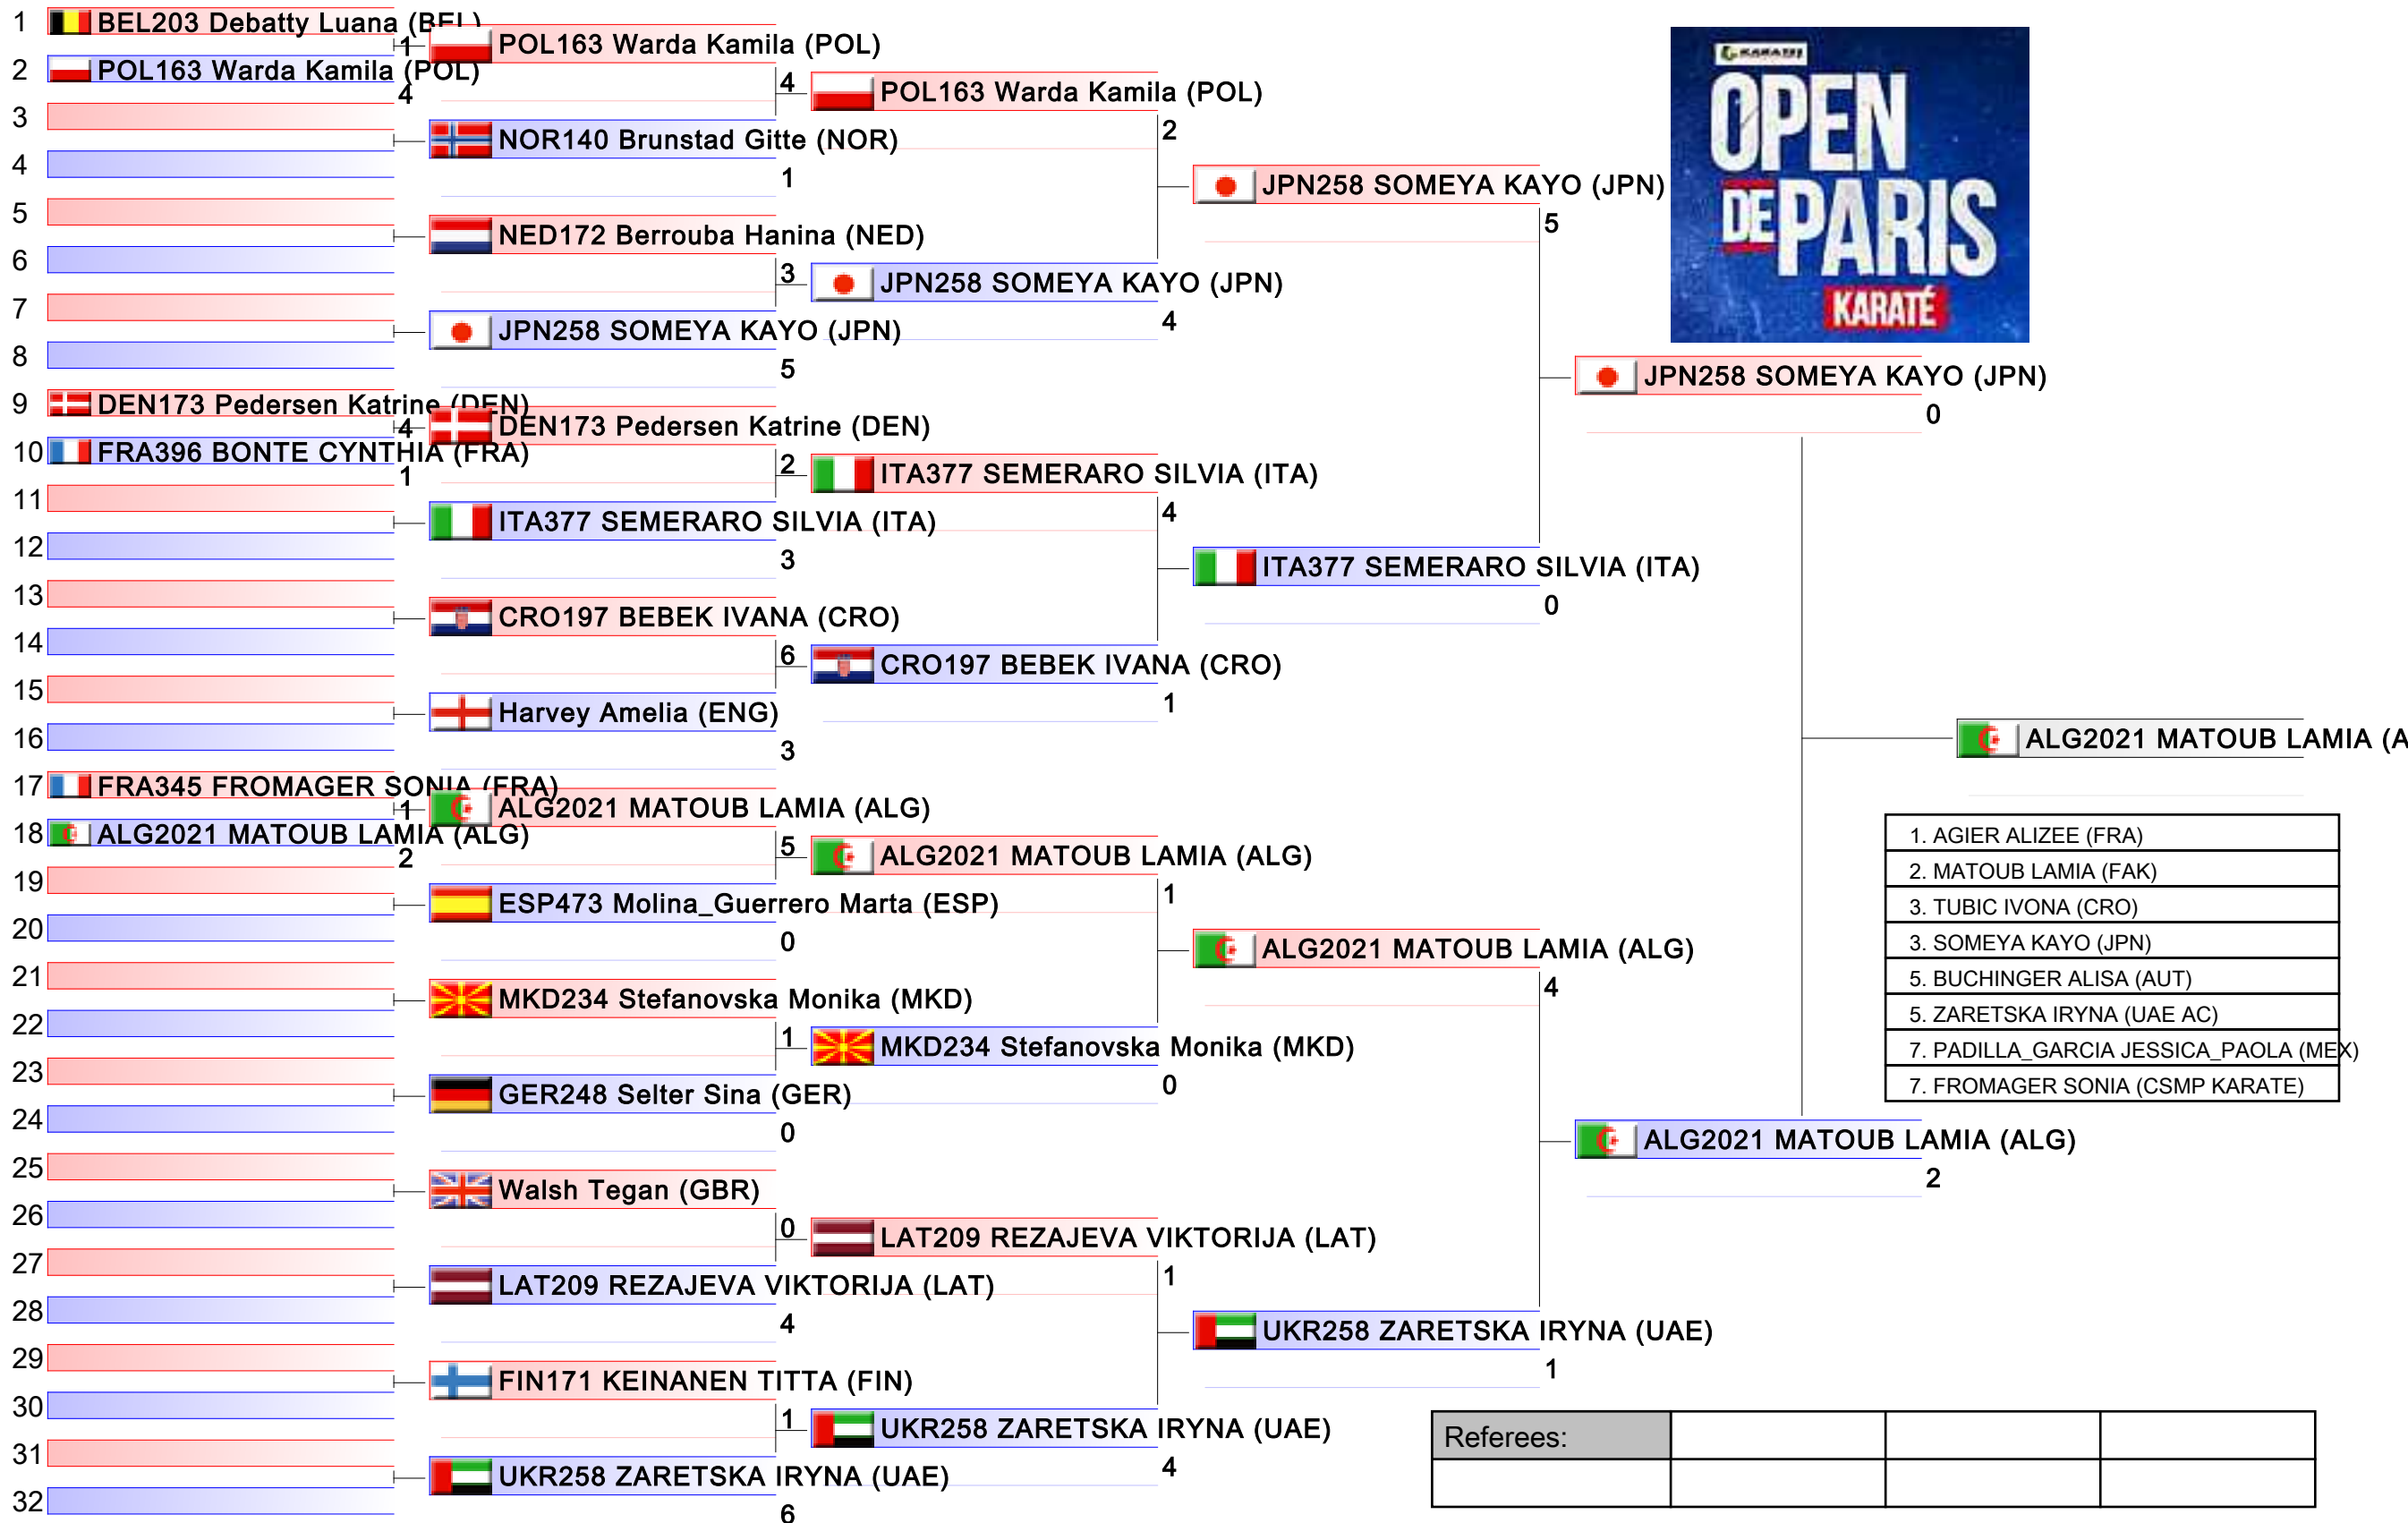 1 BEL203 Debatty Luana (BEL)
1
2 POL163 Warda Kamila (POL)
4
3
4
5
6
7
8
9 DEN173 Pedersen Katrine (DEN)
4
10 FRA396 BONTE CYNTHIA (FRA)
1
11
12
13
14
15
16
17 FRA345 FROMAGER SONIA (FRA)
1
18 ALG2021 MATOUB LAMIA (ALG)
2
19
20
21
22
23
24
25
26
27
28
29
30
31
32
POL163 Warda Kamila (POL)
4
NOR140 Brunstad Gitte (NOR)
1
NED172 Berrouba Hanina (NED)
3
JPN258 SOMEYA KAYO (JPN)
5
DEN173 Pedersen Katrine (DEN)
2
ITA377 SEMERARO SILVIA (ITA)
3
CRO197 BEBEK IVANA (CRO)
6
Harvey Amelia (ENG)
3
ALG2021 MATOUB LAMIA (ALG)
5
ESP473 Molina_Guerrero Marta (ESP)
0
MKD234 Stefanovska Monika (MKD)
1
GER248 Selter Sina (GER)
0
Walsh Tegan (GBR)
0
LAT209 REZAJEVA VIKTORIJA (LAT)
4
FIN171 KEINANEN TITTA (FIN)
1
UKR258 ZARETSKA IRYNA (UAE)
6
POL163 Warda Kamila (POL)
2
JPN258 SOMEYA KAYO (JPN)
4
ITA377 SEMERARO SILVIA (ITA)
4
CRO197 BEBEK IVANA (CRO)
1
ALG2021 MATOUB LAMIA (ALG)
1
MKD234 Stefanovska Monika (MKD)
0
LAT209 REZAJEVA VIKTORIJA (LAT)
1
UKR258 ZARETSKA IRYNA (UAE)
4
JPN258 SOMEYA KAYO (JPN)
5
ITA377 SEMERARO SILVIA (ITA)
0
ALG2021 MATOUB LAMIA (ALG)
4
UKR258 ZARETSKA IRYNA (UAE)
1
JPN258 SOMEYA KAYO (JPN)
0
ALG2021 MATOUB LAMIA (ALG)
2
ALG2021 MATOUB LAMIA (A
KARATE1
OPEN
DE PARIS
KARATÉ
1. AGIER ALIZEE (FRA)
2. MATOUB LAMIA (FAK)
3. TUBIC IVONA (CRO)
3. SOMEYA KAYO (JPN)
5. BUCHINGER ALISA (AUT)
5. ZARETSKA IRYNA (UAE AC)
7. PADILLA_GARCIA JESSICA_PAOLA (MEX)
7. FROMAGER SONIA (CSMP KARATE)
Referees: